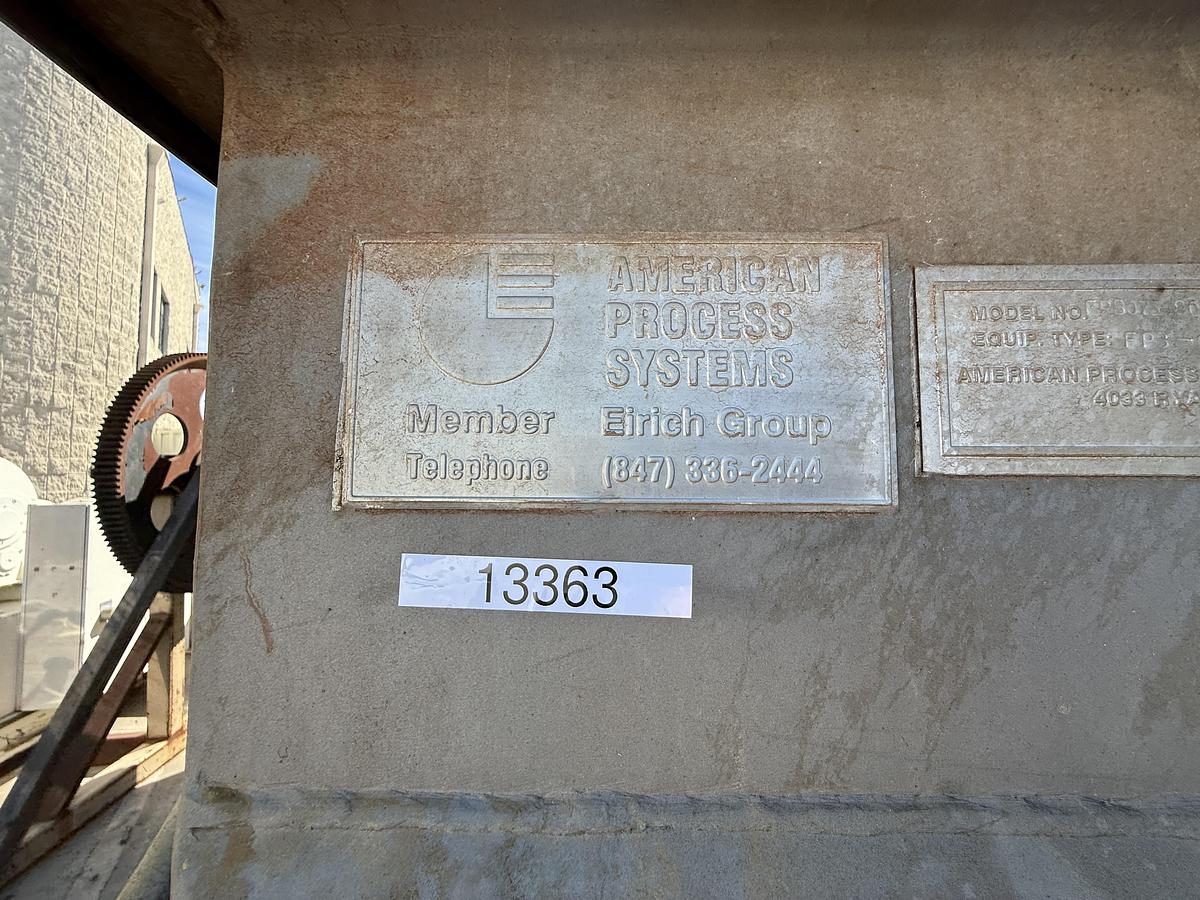 AMERICAN
PROCESS
SYSTEMS
Member Eirich Group
Telephone (847) 336-2444
13363
MODEL NO.
EQUIP. TYPE:
AMERICAN PROCESS
4033